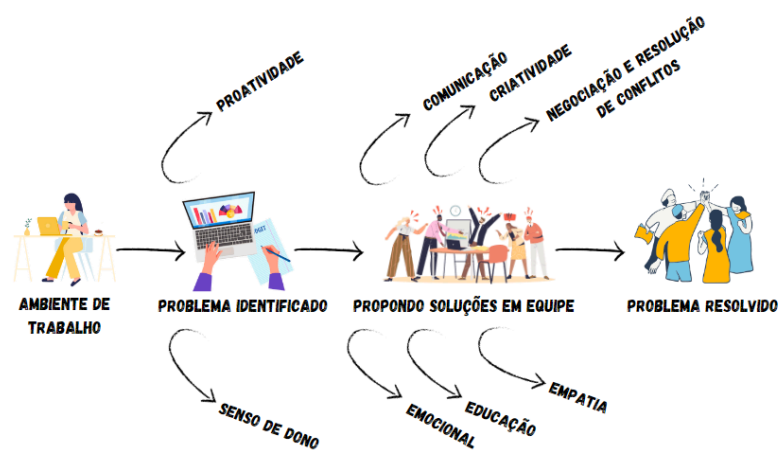 PROATIVIDADE
COMUNICAÇÃO
CRIATIVIDADE
NEGOCIAÇÃO E RESOLUÇÃO
DE CONFLITOS
AMBIENTE DE
TRABALHO
PROBLEMA IDENTIFICADO
PROPONDO SOLUÇÕES EM EQUIPE
PROBLEMA RESOLVIDO
SENSO DE DONO
EMOCIONAL
EDUCAÇÃO
EMPATIA